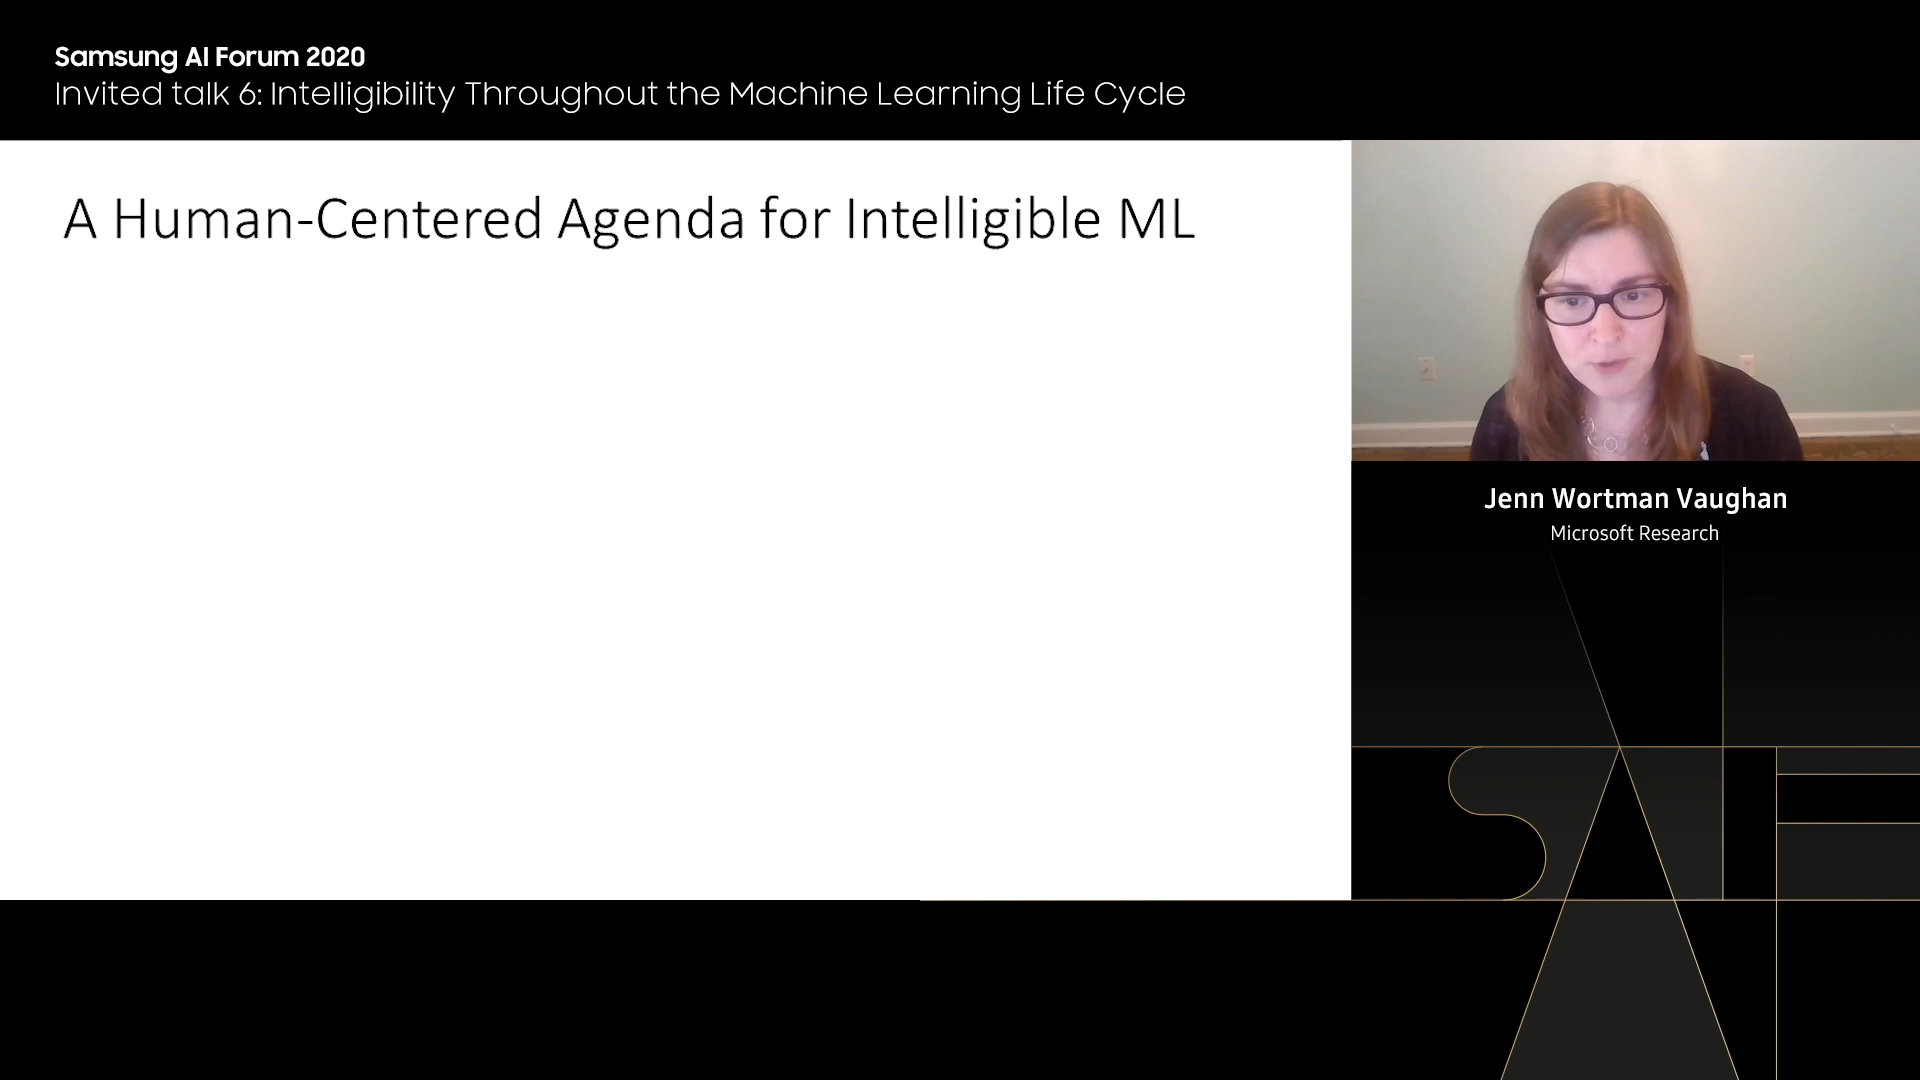 Samsung AI Forum 2020
Invited talk 6: Intelligibility Throughout the Machine Learning Life Cycle
A Human-Centered Agenda for Intelligible ML
Jenn Wortman Vaughan
Microsoft Research